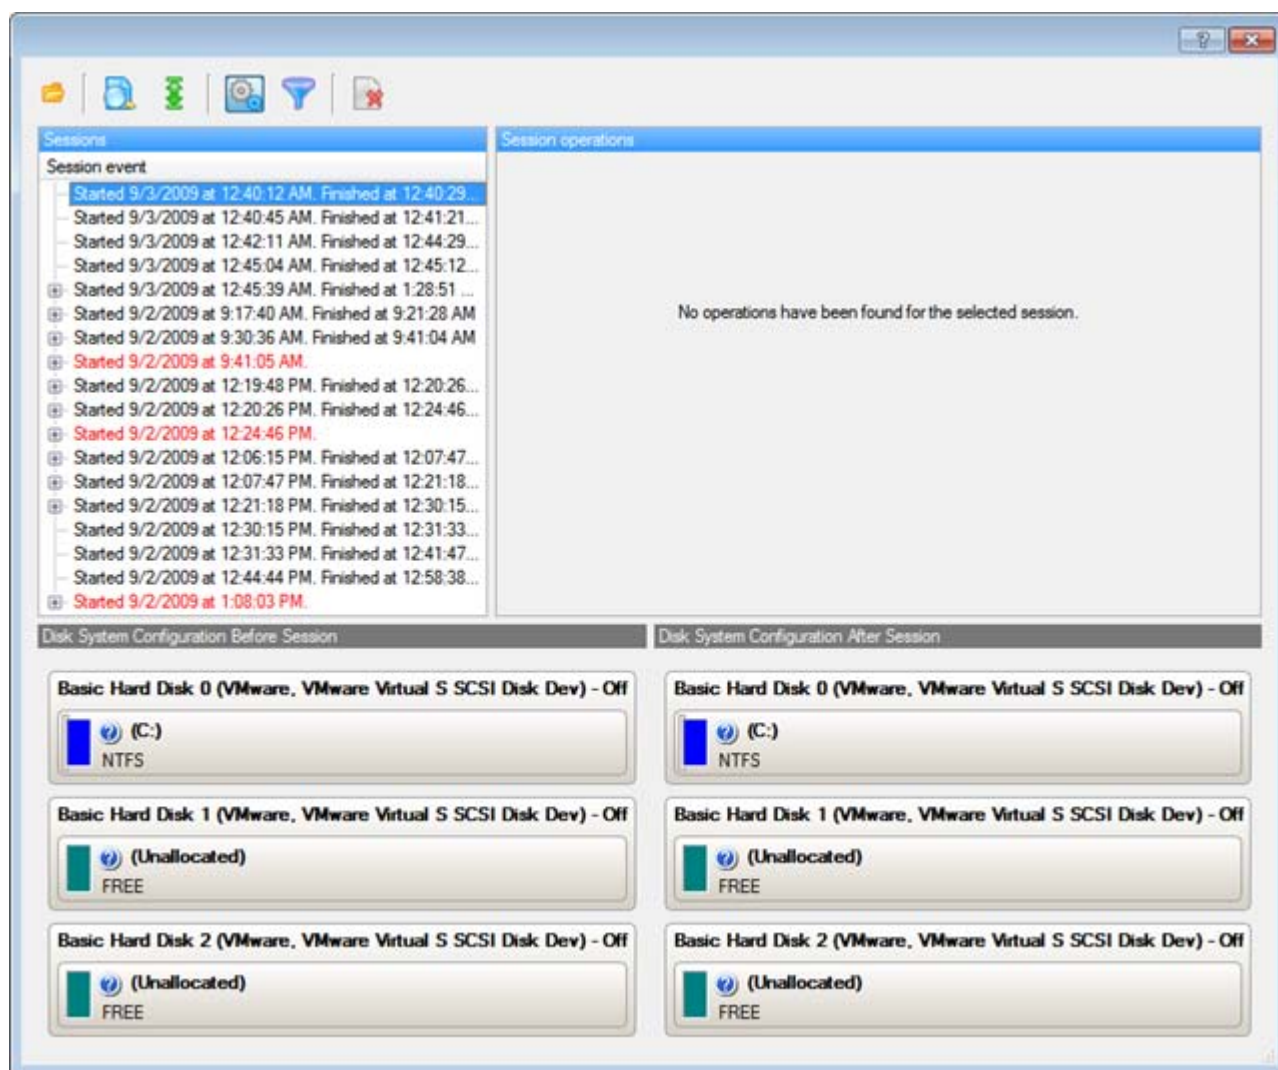 Sessions
Session operations
Session event
Started 9/3/2009 at 12:40:12 AM. Finished at 12:40:29...
Started 9/3/2009 at 12:40:45 AM. Finished at 12:41:21...
Started 9/3/2009 at 12:42:11 AM. Finished at 12:44:29...
Started 9/3/2009 at 12:45:04 AM. Finished at 12:45:12...
Started 9/3/2009 at 12:45:39 AM. Finished at 1:28:51 ...
Started 9/2/2009 at 9:17:40 AM. Finished at 9:21:28 AM
Started 9/2/2009 at 9:30:36 AM. Finished at 9:41:04 AM
Started 9/2/2009 at 9:41:05 AM.
Started 9/2/2009 at 12:19:48 PM. Finished at 12:20:26...
Started 9/2/2009 at 12:20:26 PM. Finished at 12:24:46...
Started 9/2/2009 at 12:24:46 PM.
Started 9/2/2009 at 12:06:15 PM. Finished at 12:07:47...
Started 9/2/2009 at 12:07:47 PM. Finished at 12:21:18...
Started 9/2/2009 at 12:21:18 PM. Finished at 12:30:15...
Started 9/2/2009 at 12:30:15 PM. Finished at 12:31:33...
Started 9/2/2009 at 12:31:33 PM. Finished at 12:41:47...
Started 9/2/2009 at 12:44:44 PM. Finished at 12:58:38...
Started 9/2/2009 at 1:08:03 PM.
No operations have been found for the selected session.
Disk System Configuration Before Session
Basic Hard Disk 0 (VMware, VMware Virtual S SCSI Disk Dev) - Off
(C:)
NTFS
Basic Hard Disk 1 (VMware, VMware Virtual S SCSI Disk Dev) - Off
(Unallocated)
FREE
Basic Hard Disk 2 (VMware, VMware Virtual S SCSI Disk Dev) - Off
(Unallocated)
FREE
Disk System Configuration After Session
Basic Hard Disk 0 (VMware, VMware Virtual S SCSI Disk Dev) - Off
(C:)
NTFS
Basic Hard Disk 1 (VMware, VMware Virtual S SCSI Disk Dev) - Off
(Unallocated)
FREE
Basic Hard Disk 2 (VMware, VMware Virtual S SCSI Disk Dev) - Off
(Unallocated)
FREE